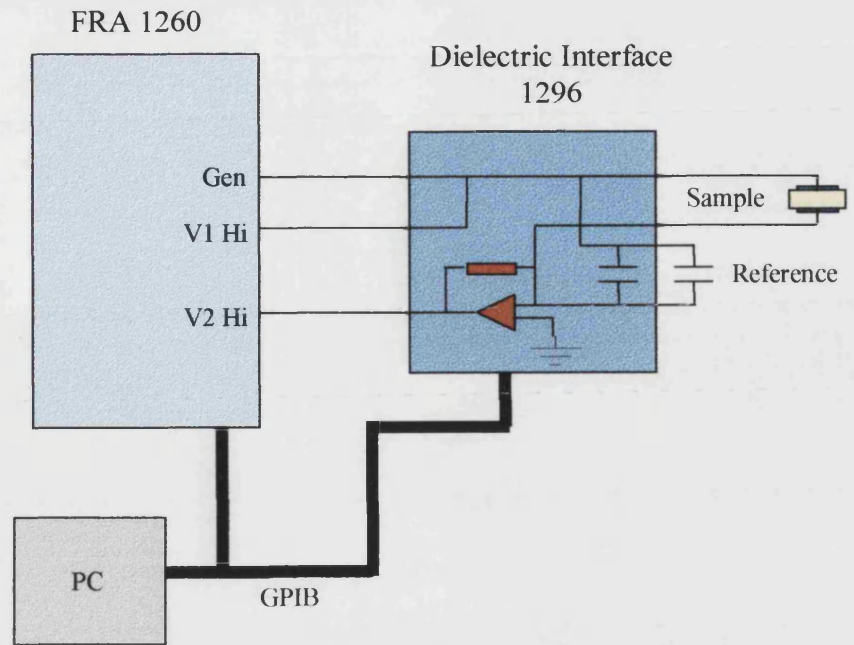 FRA 1260
Dielectric Interface
1296
Gen
V1 Hi
V2 Hi
Sample
Reference
PC
GPIB